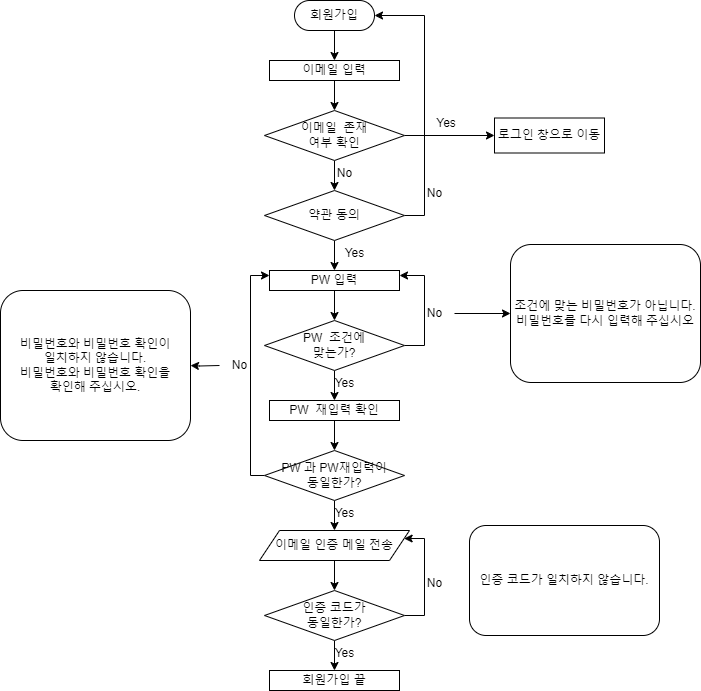 회원가입
이메일 입력
이메일 존재
여부 확인
Yes
로그인 창으로 이동
No
No
약관 동의
Yes
PW 입력
No
조건에 맞는 비밀번호가 아닙니다.
비밀번호를 다시 입력해 주십시오
PW 조건에
맞는가?
비밀번호와 비밀번호 확인이
일치하지 않습니다.
비밀번호와 비밀번호 확인을
확인해 주십시오.
No
Yes
PW 재입력 확인
PW 과 PW재입력이
동일한가?
Yes
이메일 인증 메일 전송
No
인증 코드가 일치하지 않습니다.
인증 코드가
동일한가?
Yes
회원가입 끝